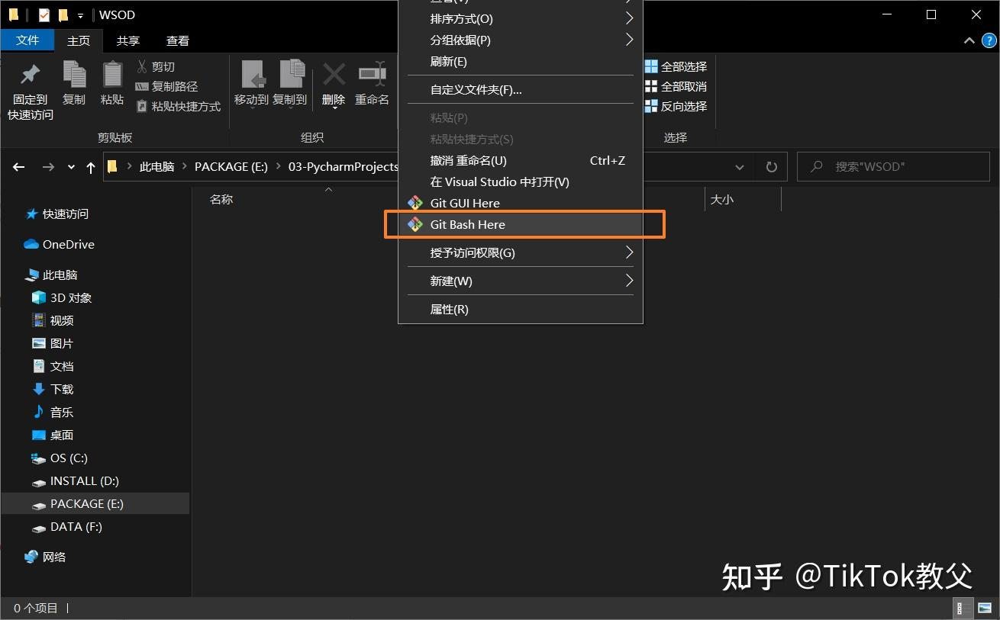 WSOD
文件 主页 共享 查看
固定到
快速访问
复制
粘贴
剪切
复制路径
粘贴快捷方式
剪贴板
移动到
复制到
删除
重命名
组织
全部选择
全部取消
反向选择
选择
此电脑 PACKAGE (E:) 03-PycharmProjects
搜索"WSOD"
名称
大小
排序方式(O)
分组依据(P)
刷新(E)
自定义文件夹(F)...
粘贴(P)
粘贴快捷方式(S)
撤消 重命名(U) Ctrl+Z
在 Visual Studio 中打开(V)
Git GUI Here
Git Bash Here
授予访问权限(G)
新建(W)
属性(R)
快速访问
OneDrive
此电脑
3D 对象
视频
图片
文档
下载
音乐
桌面
OS (C:)
INSTALL (D:)
PACKAGE (E:)
DATA (F:)
网络
0 个项目
知乎 @TikTok教父